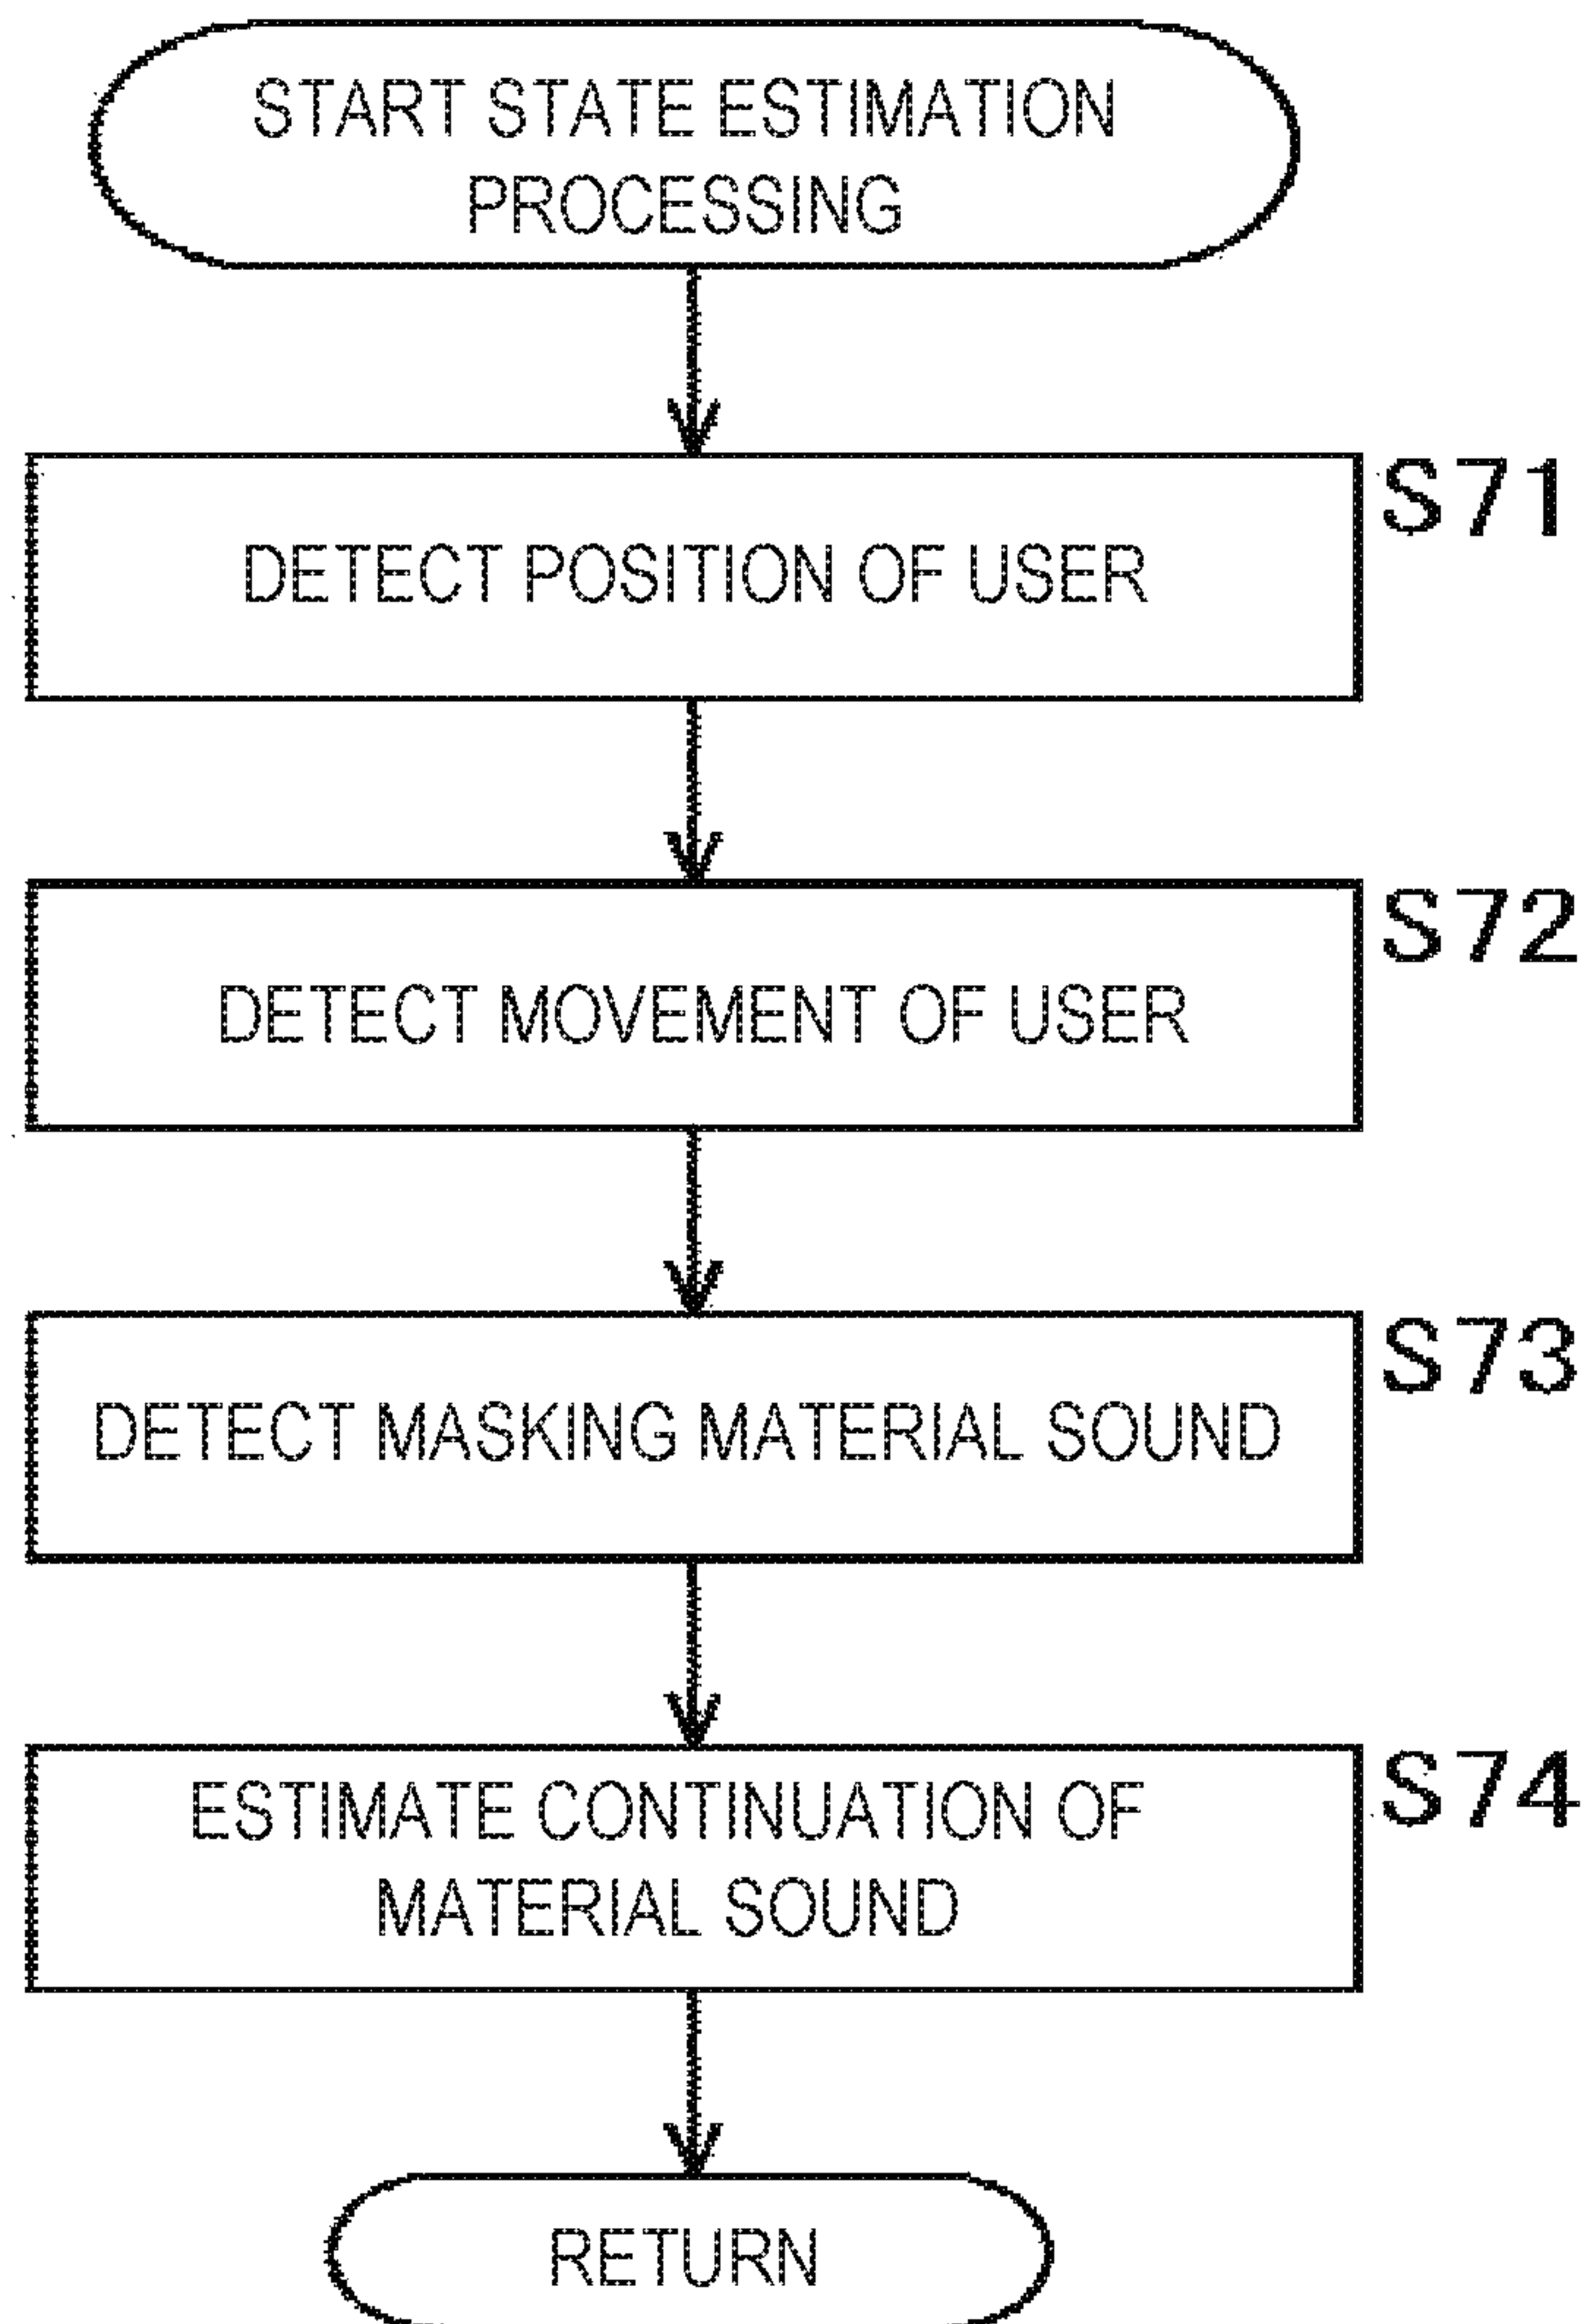 START STATE ESTIMATION
PROCESSING
S71
DETECT POSITION OF USER
S72
DETECT MOVEMENT OF USER
S73
DETECT MASKING MATERIAL SOUND
S74
ESTIMATE CONTINUATION OF
MATERIAL SOUND
RETURN